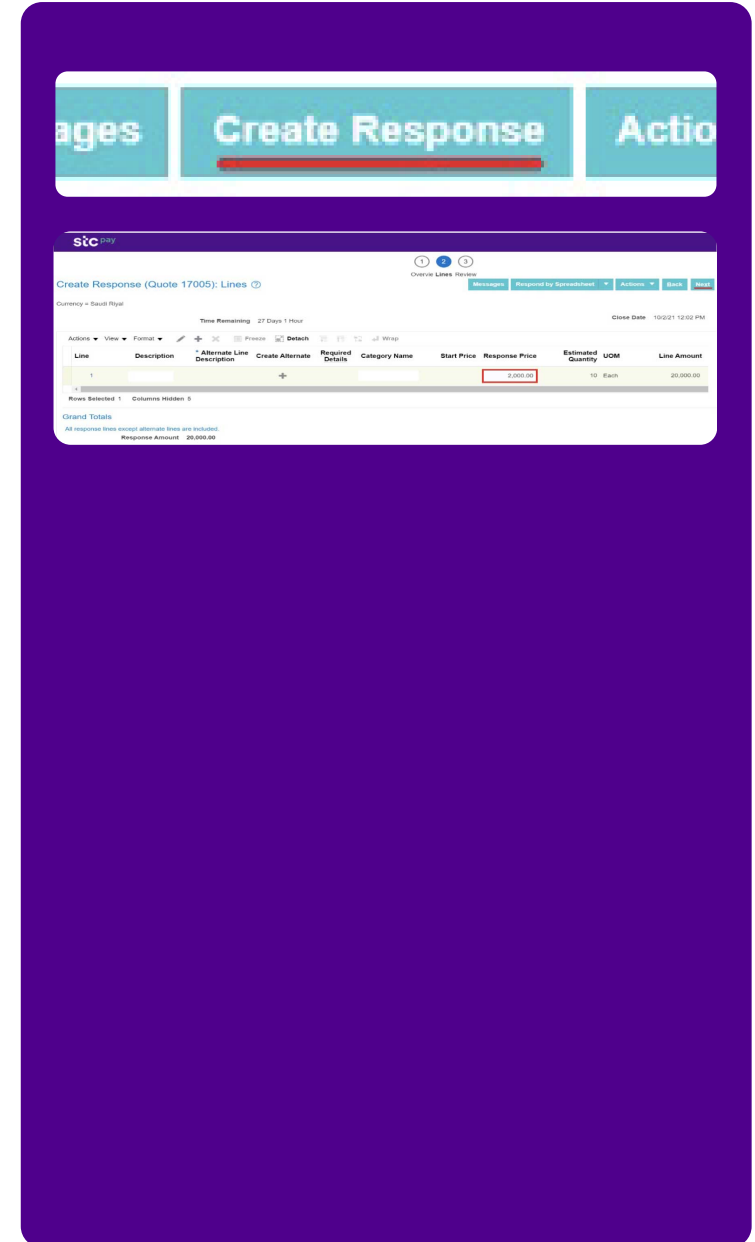 ages Create Response Actio
stc pay
1 2 3
Overvie Lines Review
Create Response (Quote 17005): Lines ?
Messages Respond by Spreadsheet Actions Back Next
Currency = Saudi Riyal
Time Remaining 27 Days 1 Hour
Close Date 10/2/21 12:02 PM
Actions View Format Freeze Detach Wrap
Line Description * Alternate Line Description Create Alternate Required Details Category Name Start Price Response Price Estimated Quantity UOM Line Amount
1 2,000.00 10 Each 20,000.00
Rows Selected 1 Columns Hidden 5
Grand Totals
All response lines except alternate lines are included.
Response Amount 20,000.00